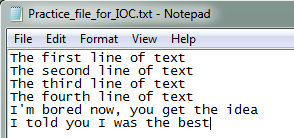 Practice_file_for_IOC.txt - Notepad
File Edit Format View Help
The first line of text
The second line of text
The third line of text
The fourth line of text
I'm bored now, you get the idea
I told you I was the best